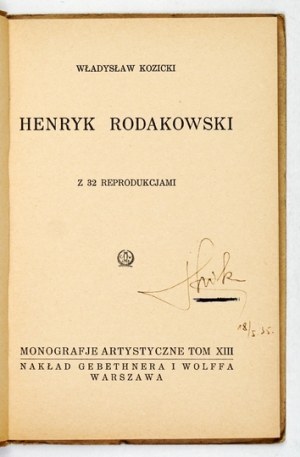 WŁADYSŁAW KOZICKI
HENRYK RODAKOWSKI
Z 32 REPRODUKCJAMI
MONOGRAFJE ARTYSTYCZNE TOM XIII
NAKŁAD GEBETHNERA I WOLFFA
WARSZAWA